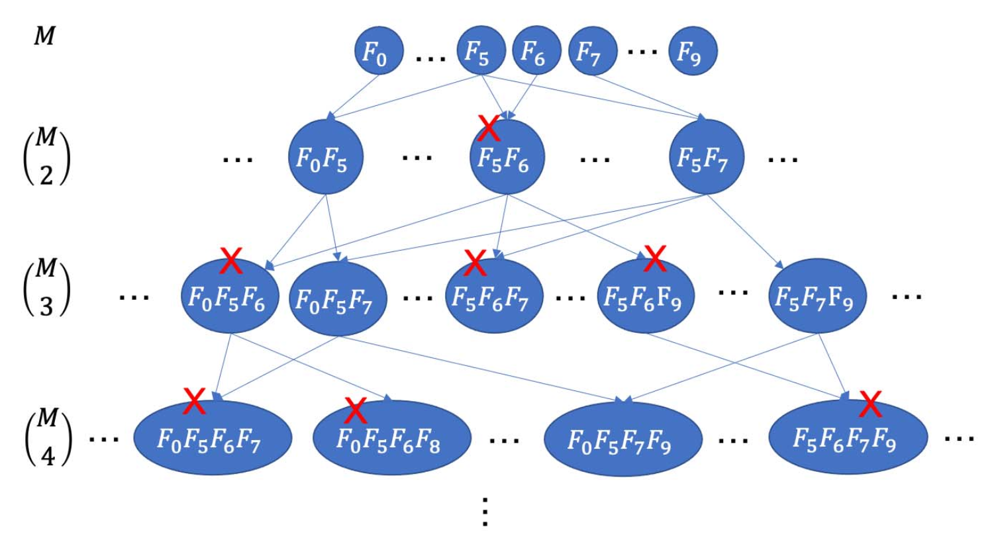 M F₀ ... F₅ F₆ F₇ ... F₉
(M 2) ... F₀F₅ ... F₅F₆ ... F₅F₇ ...
(M 3) ... F₀F₅F₆ F₀F₅F₇ ... F₅F₆F₇ ... F₅F₆F₉ ... F₅F₇F₉ ...
(M 4) ... F₀F₅F₆F₇ F₀F₅F₆F₈ ... F₀F₅F₇F₉ ... F₅F₆F₇F₉ ...
⋮